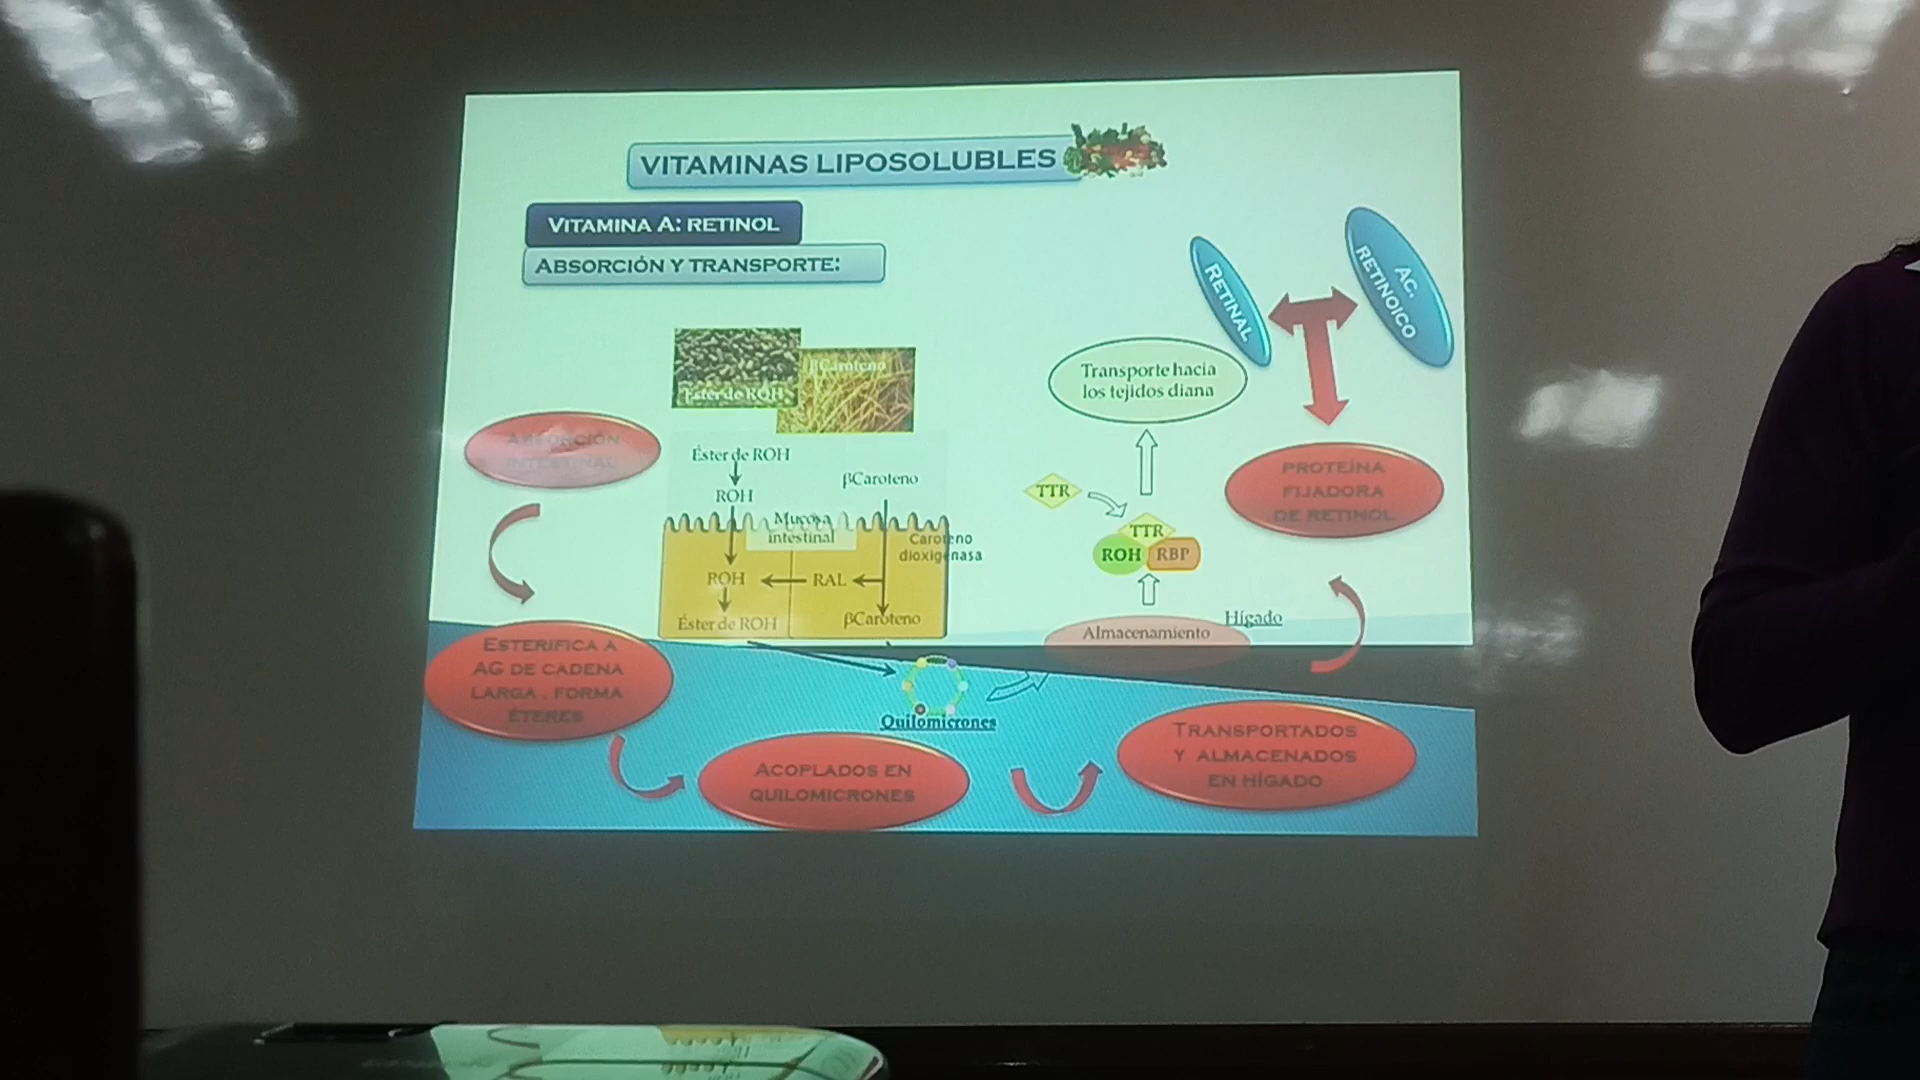 VITAMINAS LIPOSOLUBLES
VITAMINA A: RETINOL
ABSORCIÓN Y TRANSPORTE:
RETINAL
AC.
RETINOICO
Éster de ROH
βCaroteno
Transporte hacia
los tejidos diana
ABSORCIÓN
INTESTINAL
Éster de ROH
ROH
βCaroteno
Mucosa
intestinal
Caroteno
dioxigenasa
ROH
RAL
Éster de ROH
βCaroteno
TTR
TTR
ROH
RBP
PROTEÍNA
FIJADORA
DE RETINOL
Hígado
Almacenamiento
ESTERIFICA A
AG DE CADENA
LARGA . FORMA
ÉTERES
Quilomicrones
ACOPLADOS EN
QUILOMICRONES
TRANSPORTADOS
Y ALMACENADOS
EN HÍGADO